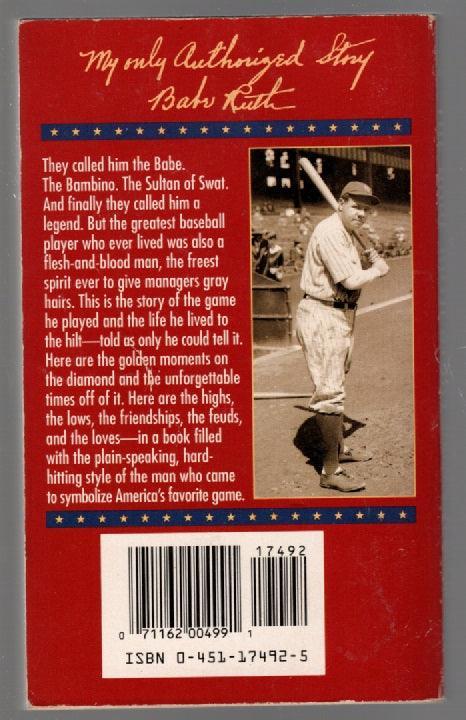 My only Authorized Story
Babe Ruth
They called him the Babe.
The Bambino. The Sultan of Swat.
And finally they called him a
legend. But the greatest baseball
player who ever lived was also a
flesh-and-blood man, the freest
spirit ever to give managers gray
hairs. This is the story of the game
he played and the life he lived to
the hilt—told as only he could tell it.
Here are the golden moments on
the diamond and the unforgettable
times off of it. Here are the highs,
the lows, the friendships, the feuds,
and the loves—in a book filled
with the plain-speaking, hard-
hitting style of the man who came
to symbolize America's favorite game.
17492
0 71162 00499 1
ISBN 0-451-17492-5